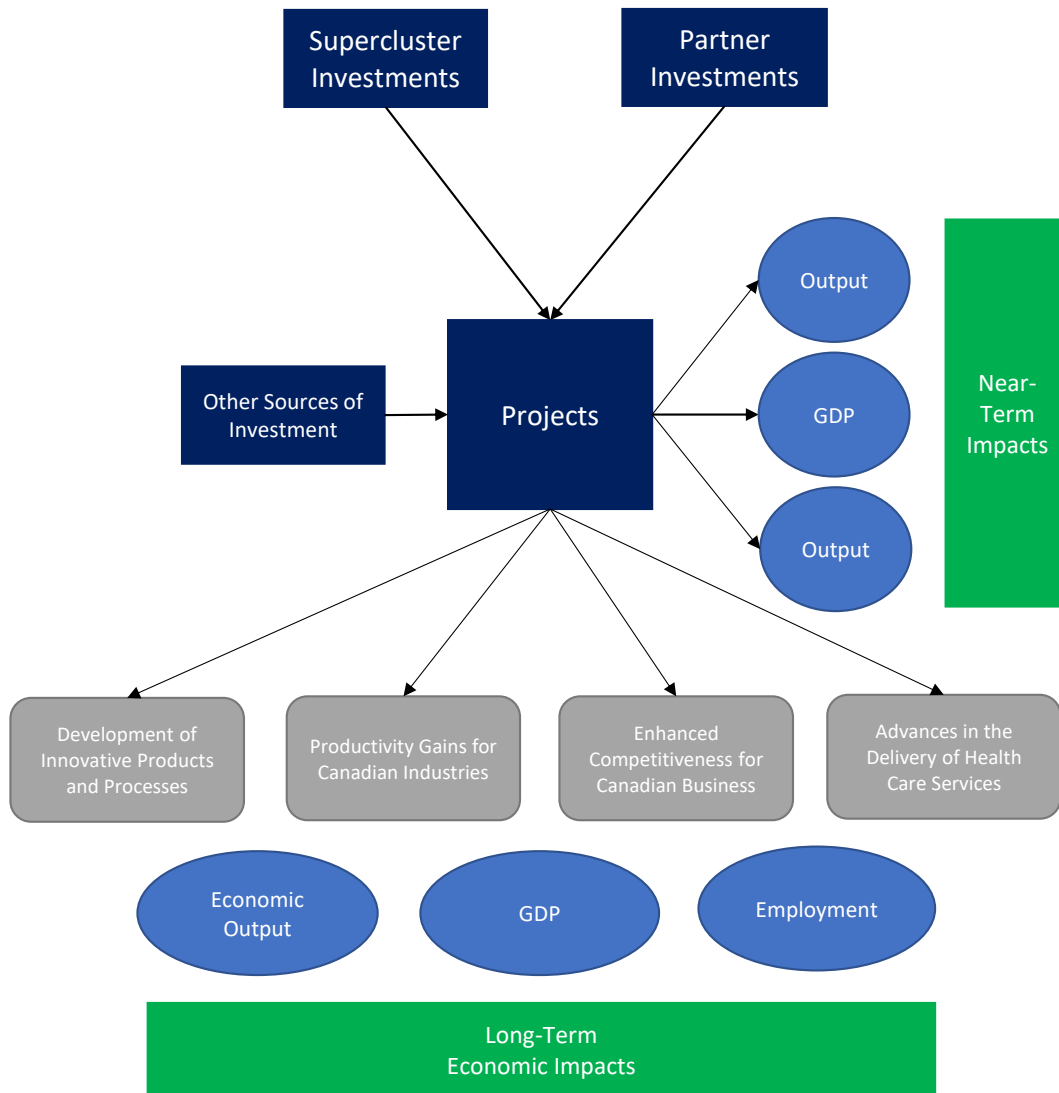 Supercluster
Investments
Partner
Investments
Output
Near-
Term
Impacts
Other Sources of
Investment
Projects
GDP
Output
Development of
Innovative Products
and Processes
Productivity Gains for
Canadian Industries
Enhanced
Competitiveness for
Canadian Business
Advances in the
Delivery of Health
Care Services
Economic
Output
GDP
Employment
Long-Term
Economic Impacts